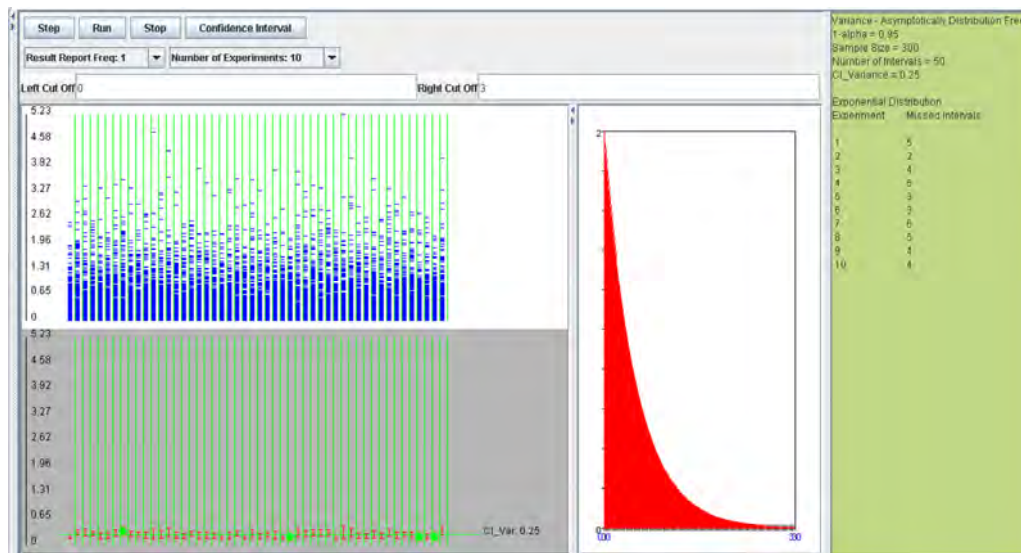 Step Run Stop Confidence Interval
Result Report Freq: 1 Number of Experiments: 10
Left Cut Off 0 Right Cut Off 3
5.23
4.58
3.92
3.27
2.62
1.96
1.31
0.65
0
5.23
4.58
3.92
3.27
2.62
1.96
1.31
0.65
0
CI_Var: 0.25
2
0
3.00
Variance - Asymptotically Distribution Fre
1-alpha = 0.95
Sample Size = 300
Number of Intervals = 50
CI_Variance = 0.25
Exponential Distribution
Experiment Missed Intervals
1 5
2 2
3 4
4
5 3
6 3
7 6
8 5
9 4
10 4